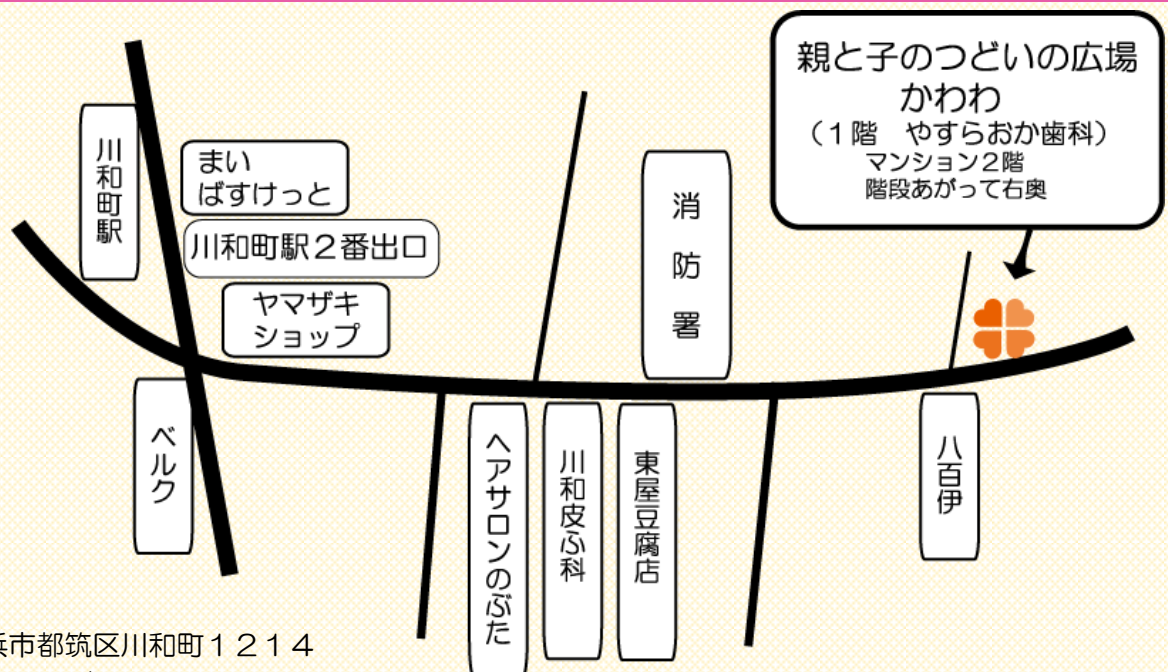 親と子のつどいの広場
かわわ
（１階　やすらおか歯科）
マンション２階
階段あがって右奥
川和町駅
まい
ばすけっと
川和町駅２番出口
ヤマザキ
ショップ
消防署
ベルク
ヘアサロンのぶた
川和皮ふ科
東屋豆腐店
八百伊
浜市都筑区川和町１２１４